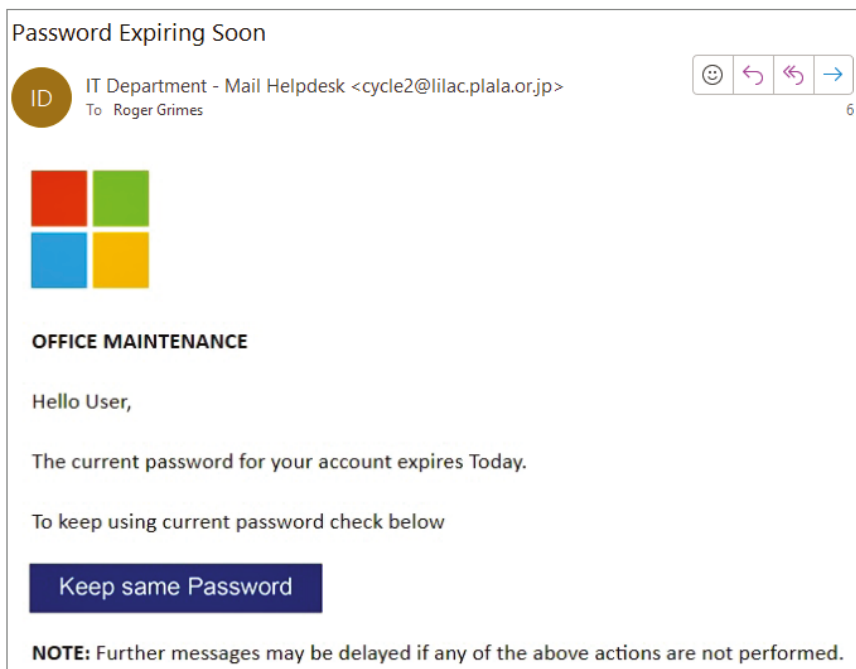 Password Expiring Soon
ID
IT Department - Mail Helpdesk <cycle2@lilac.plala.or.jp>
To Roger Grimes
6
OFFICE MAINTENANCE
Hello User,
The current password for your account expires Today.
To keep using current password check below
Keep same Password
NOTE: Further messages may be delayed if any of the above actions are not performed.